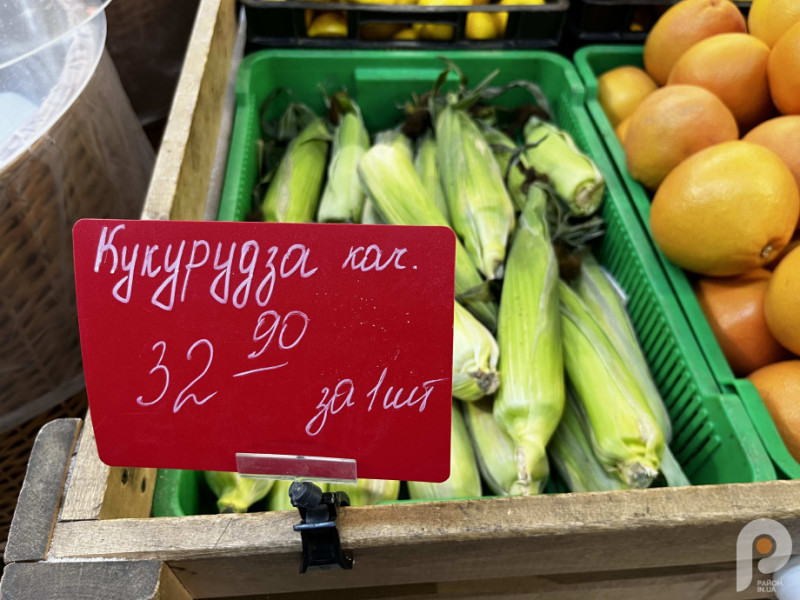 Кукурудза кач.
32 90
за 1 шт
РАЙОН
IN.UA